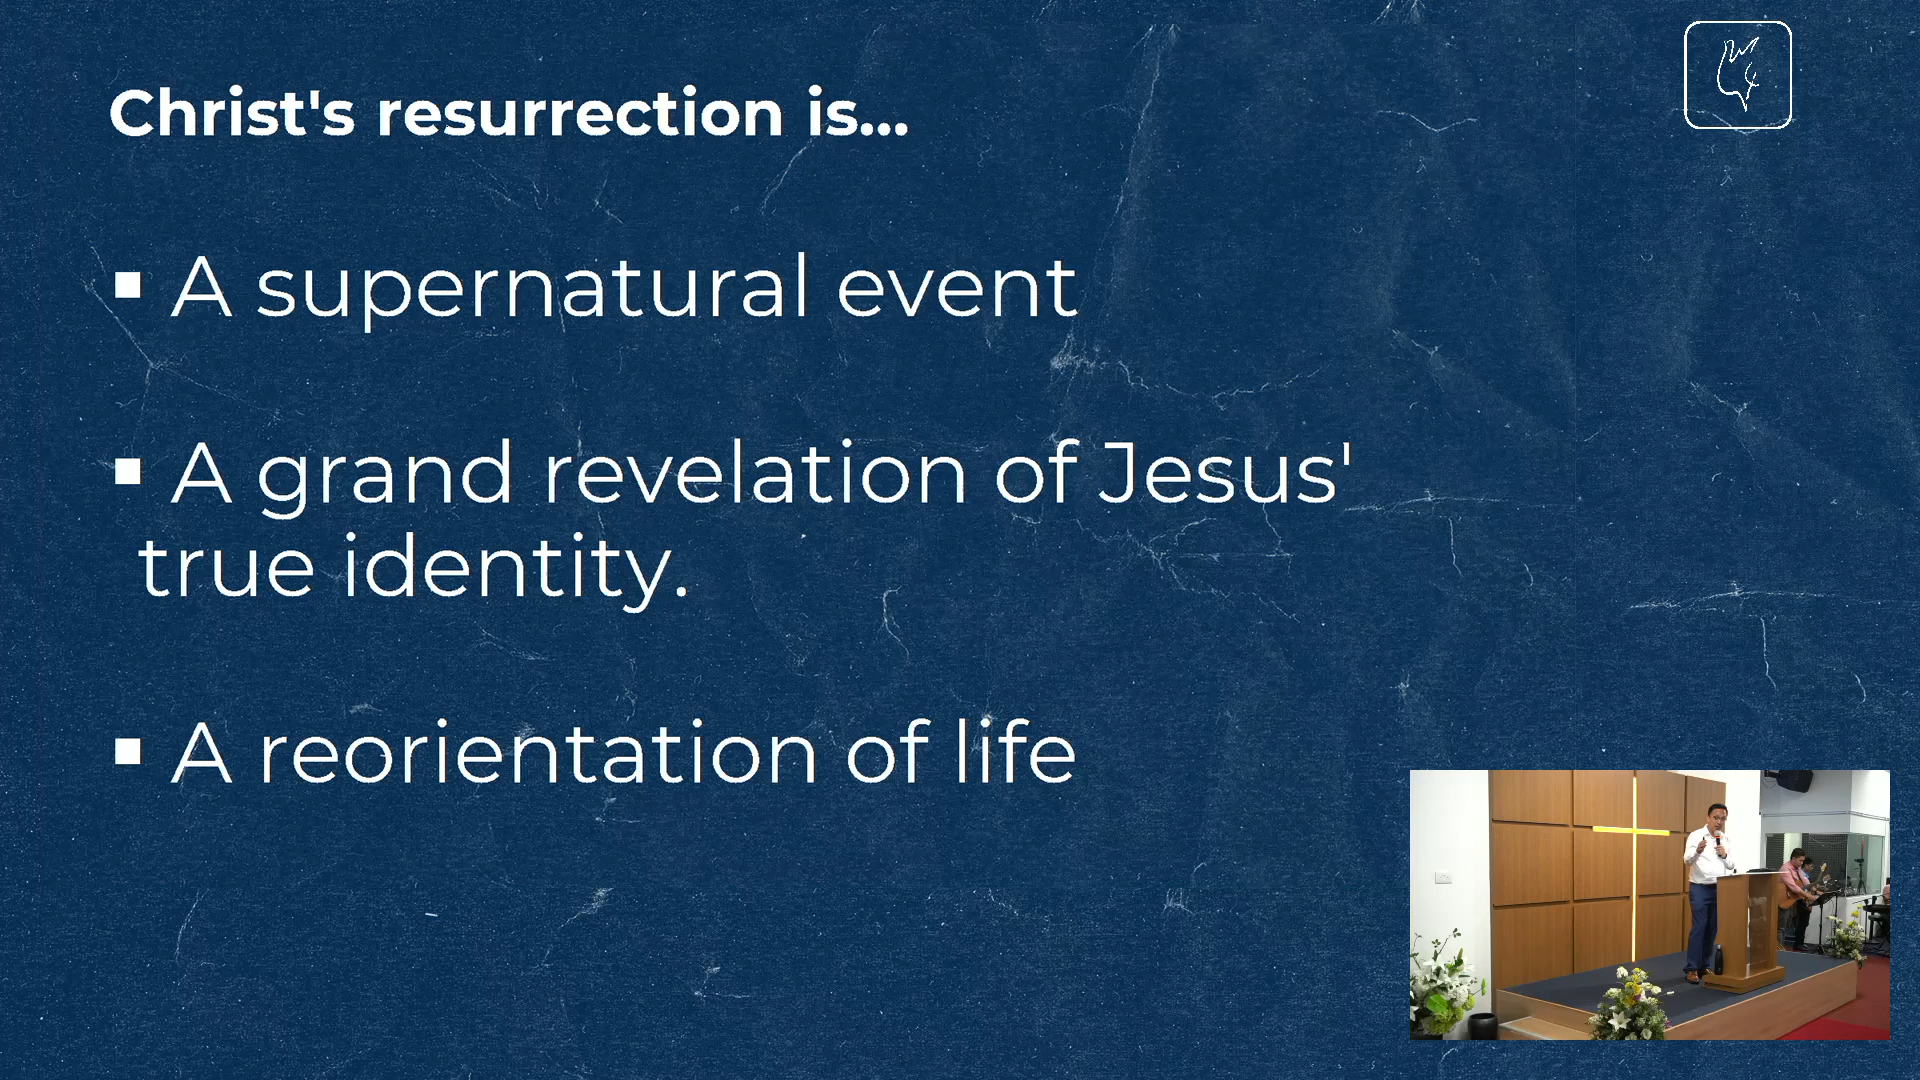 Christ's resurrection is...
▪ A supernatural event
▪ A grand revelation of Jesus'
true identity.
▪ A reorientation of life